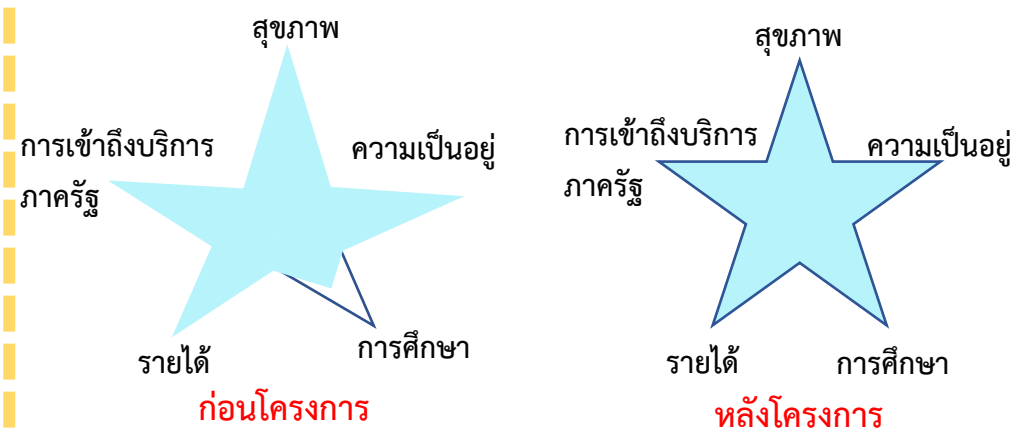 สุขภาพ
การเข้าถึงบริการ
ภาครัฐ
ความเป็นอยู่
รายได้
การศึกษา
ก่อนโครงการ
สุขภาพ
การเข้าถึงบริการ
ภาครัฐ
ความเป็นอยู่
รายได้
การศึกษา
หลังโครงการ